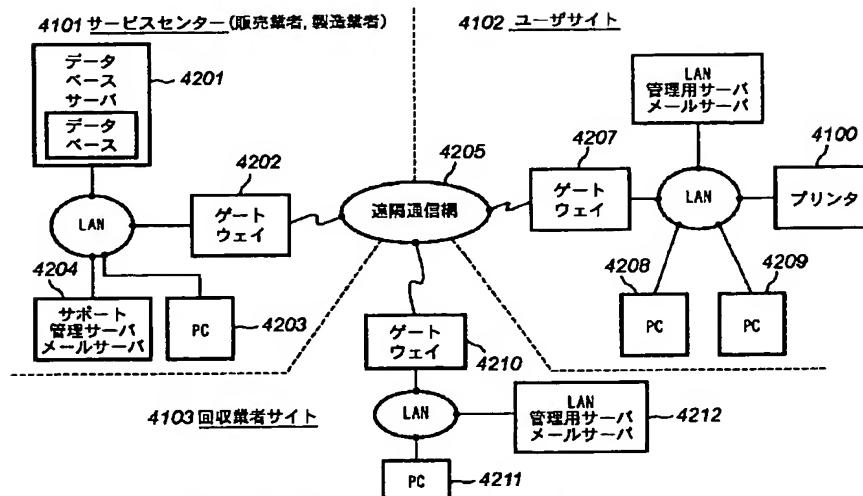 4101 サービスセンター(販売業者,製造業者)
4102 ユーザサイト
データ
ベース
サーバ
データ
ベース
4201
4202
ゲート
ウェイ
LAN
4204
サポート
管理サーバ
メールサーバ
PC
4203
4205
遠隔通信網
4207
ゲート
ウェイ
LAN
管理用サーバ
メールサーバ
LAN
4100
プリンタ
4208
PC
4209
PC
ゲート
ウェイ
4210
4103 回収業者サイト
LAN
LAN
管理用サーバ
メールサーバ
4212
PC
4211